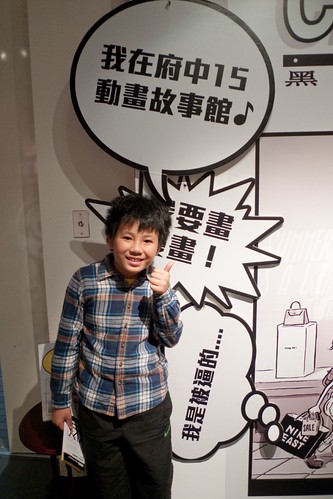 我在府中15
動畫故事館♪
要畫
畫！
我是被逼的....
黑
SALE
NINE
EAST